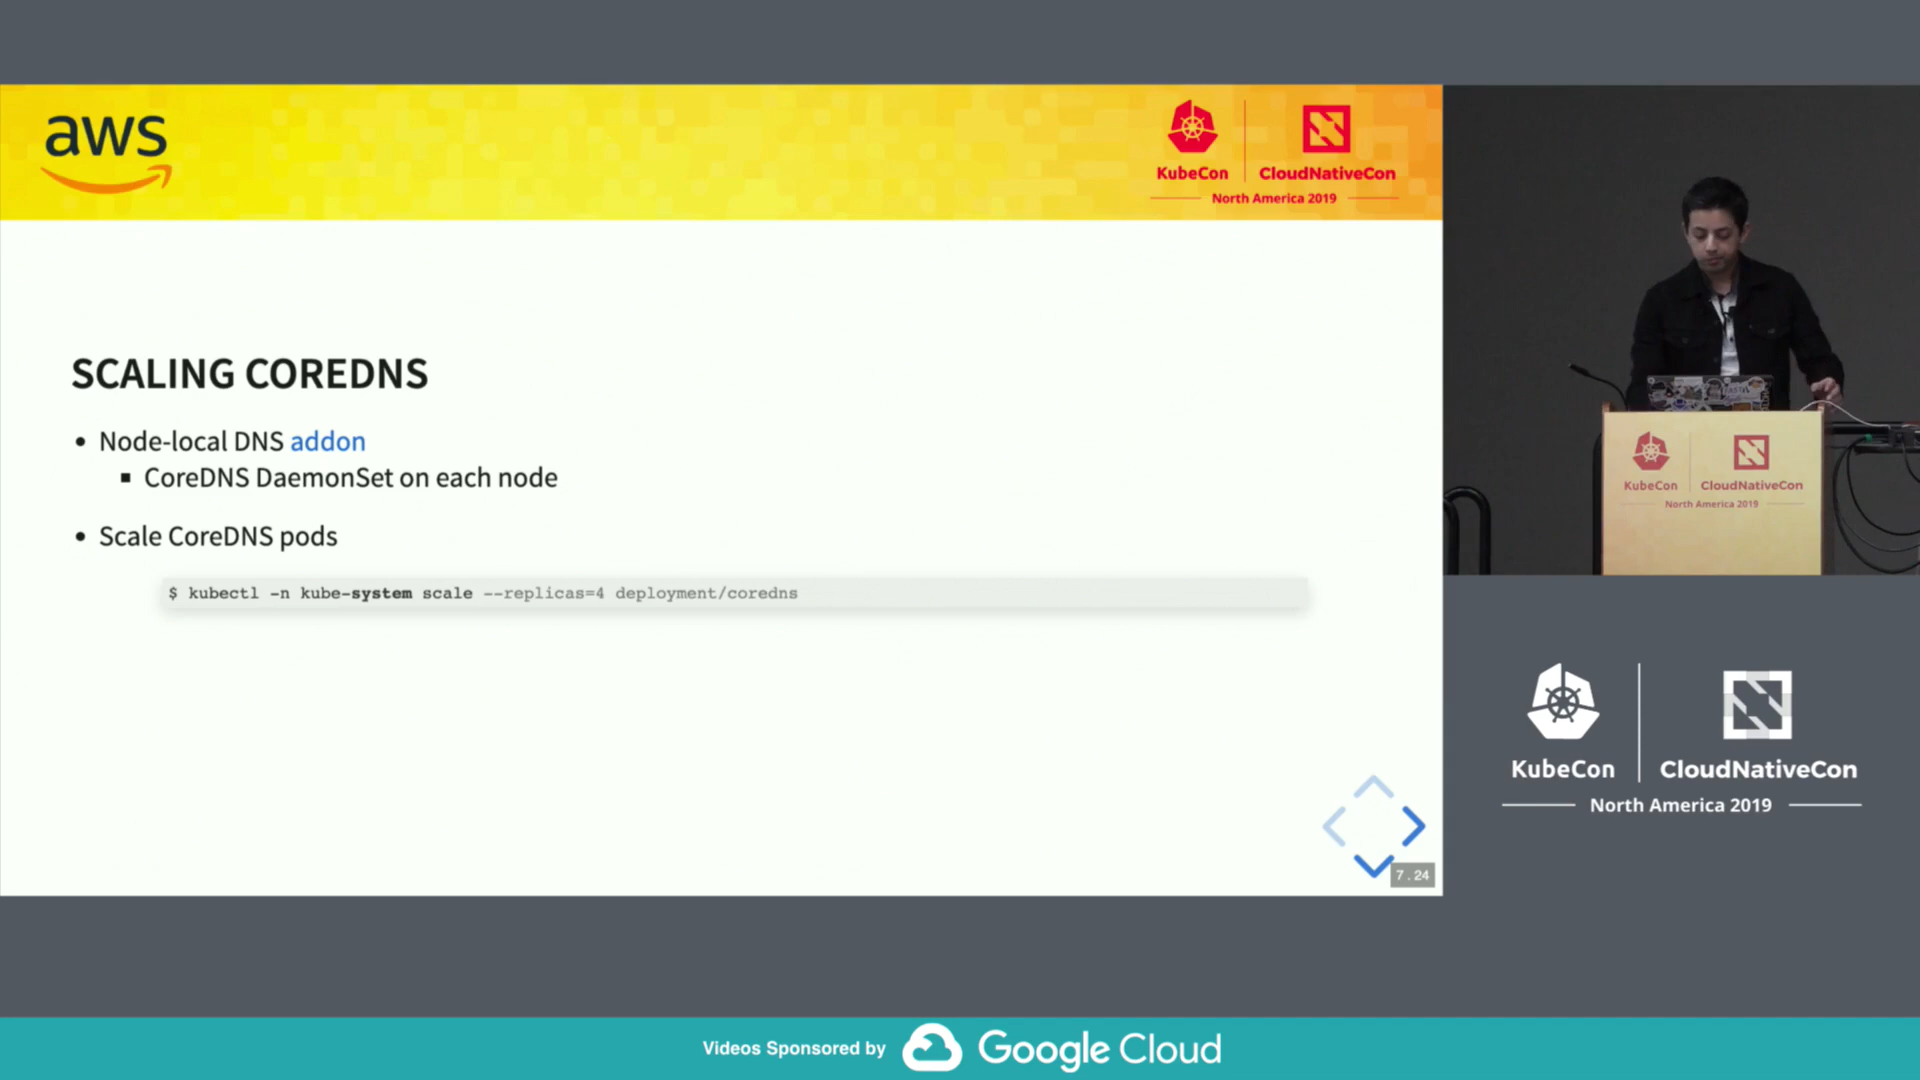 aws
KubeCon
CloudNativeCon
North America 2019
SCALING COREDNS
• Node-local DNS addon
▪ CoreDNS DaemonSet on each node
• Scale CoreDNS pods
$ kubectl -n kube-system scale --replicas=4 deployment/coredns
7.24
KubeCon
CloudNativeCon
North America 2019
KubeCon
CloudNativeCon
North America 2019
Videos Sponsored by Google Cloud